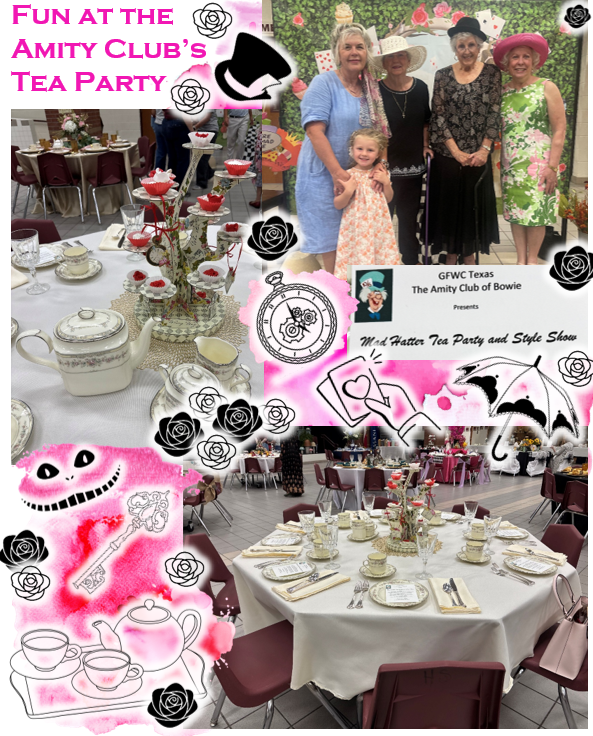 Fun at the
Amity Club's
Tea Party
GFWC Texas
The Amity Club of Bowie
Presents
Mad Hatter Tea Party and Style Show